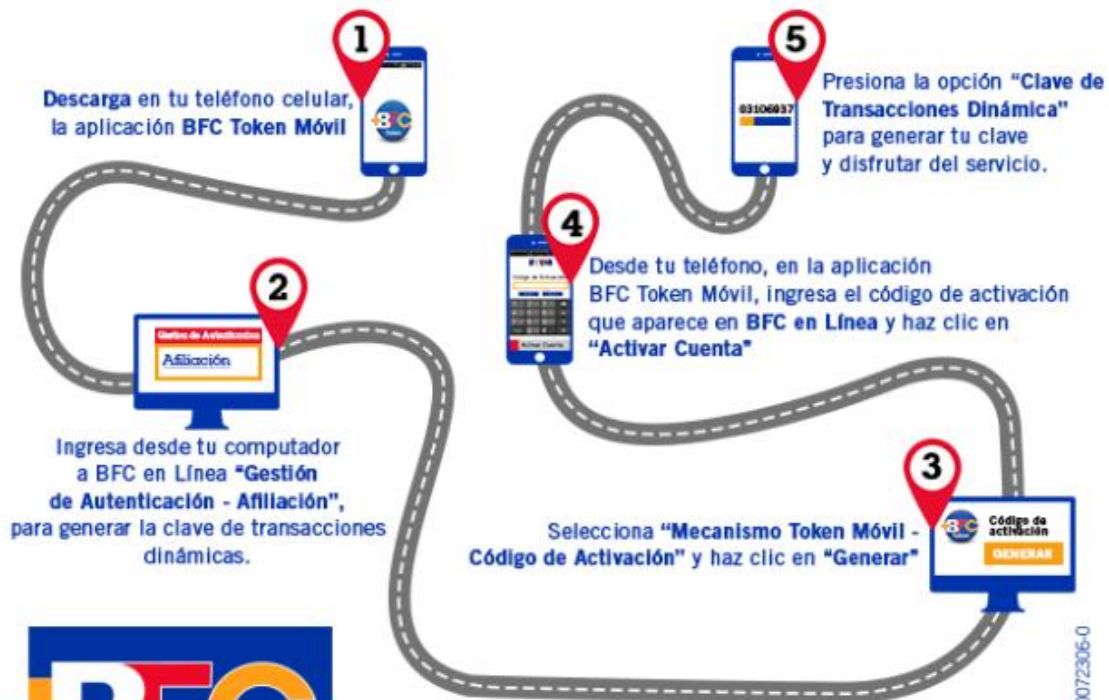 1
Descarga en tu teléfono celular,
la aplicación BFC Token Móvil
2
Afiliación
Ingresa desde tu computador
a BFC en Línea "Gestión
de Autenticación - Afiliación",
para generar la clave de transacciones
dinámicas.
3
Código de
activación
GENERAR
Selecciona "Mecanismo Token Móvil -
Código de Activación" y haz clic en "Generar"
4
Activar Cuenta
Desde tu teléfono, en la aplicación
BFC Token Móvil, ingresa el código de activación
que aparece en BFC en Línea y haz clic en
"Activar Cuenta"
5
03106937
Presiona la opción "Clave de
Transacciones Dinámica"
para generar tu clave
y disfrutar del servicio.
BFC
0072306-0